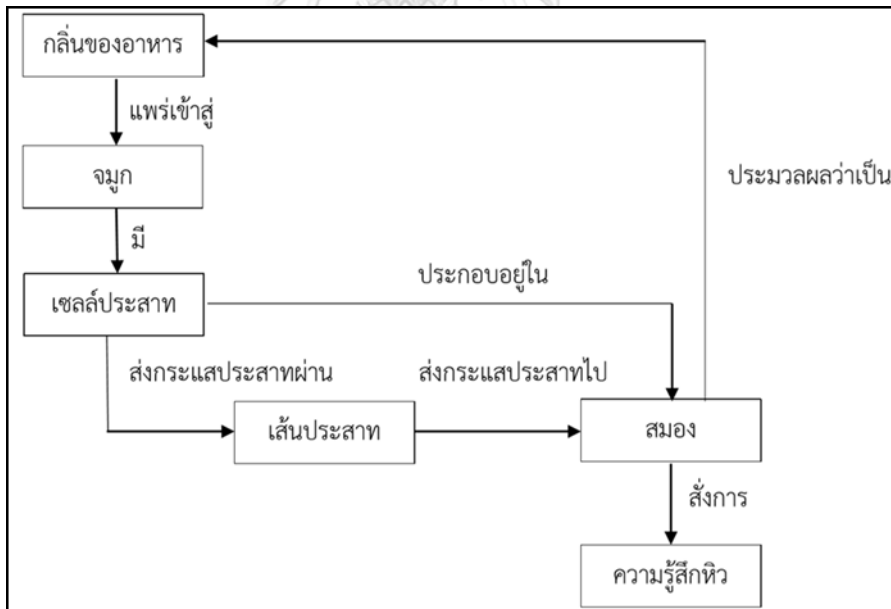 กลิ่นของอาหาร
แพร่เข้าสู่
จมูก
ประมวลผลว่าเป็น
มี
ประกอบอยู่ใน
เซลล์ประสาท
ส่งกระแสประสาทผ่าน
ส่งกระแสประสาทไป
เส้นประสาท
สมอง
สั่งการ
ความรู้สึกหิว